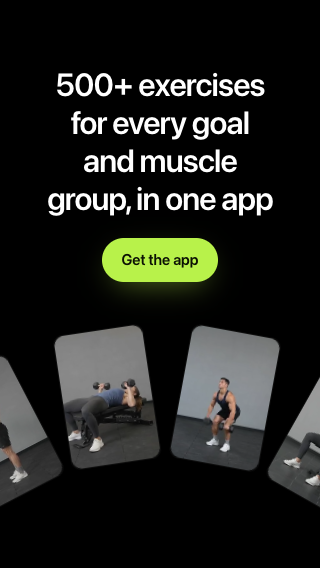 500+ exercises
for every goal
and muscle
group, in one app
Get the app